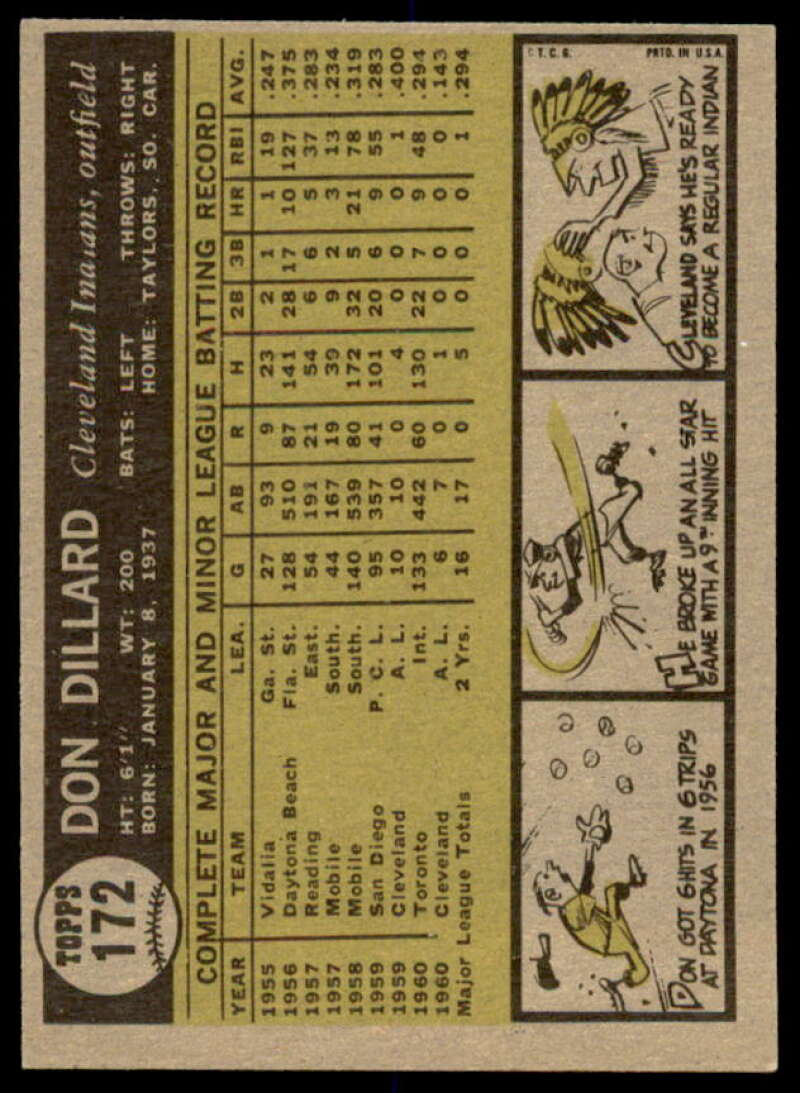 TOPPS
172
DON DILLARD Cleveland Indians, outfield
HT: 6'1" WT: 200 BATS: LEFT THROWS: RIGHT
BORN: JANUARY 8, 1937 HOME: TAYLORS, SO. CAR.
COMPLETE MAJOR AND MINOR LEAGUE BATTING RECORD
YEAR TEAM LEA. G AB R H 2B 3B HR RBI AVG.
1955 Vidalia Ga. St. 27 93 9 23 2 1 1 19 .247
1956 Daytona Beach Fla. St. 128 510 87 141 28 17 10 127 .375
1957 Reading East. 54 191 21 54 6 6 5 37 .283
1957 Mobile South. 44 167 19 39 9 2 3 13 .234
1958 Mobile South. 140 539 80 172 32 5 21 78 .319
1959 San Diego P. C. L. 95 357 41 101 20 6 9 55 .283
1959 Cleveland A. L. 10 10 0 4 0 0 0 1 .400
1960 Toronto Int. 133 442 60 130 22 7 9 48 .294
1960 Cleveland A. L. 6 7 0 1 0 0 0 0 .143
Major League Totals 2 Yrs. 16 17 0 5 0 0 0 1 .294
DON GOT 6 HITS IN 6 TRIPS
AT DAYTONA IN 1956
HE BROKE UP AN ALL STAR
GAME WITH A 9TH INNING HIT
© T. C. G. PRTD. IN U.S.A.
CLEVELAND SAYS HE'S READY
TO BECOME A REGULAR INDIAN